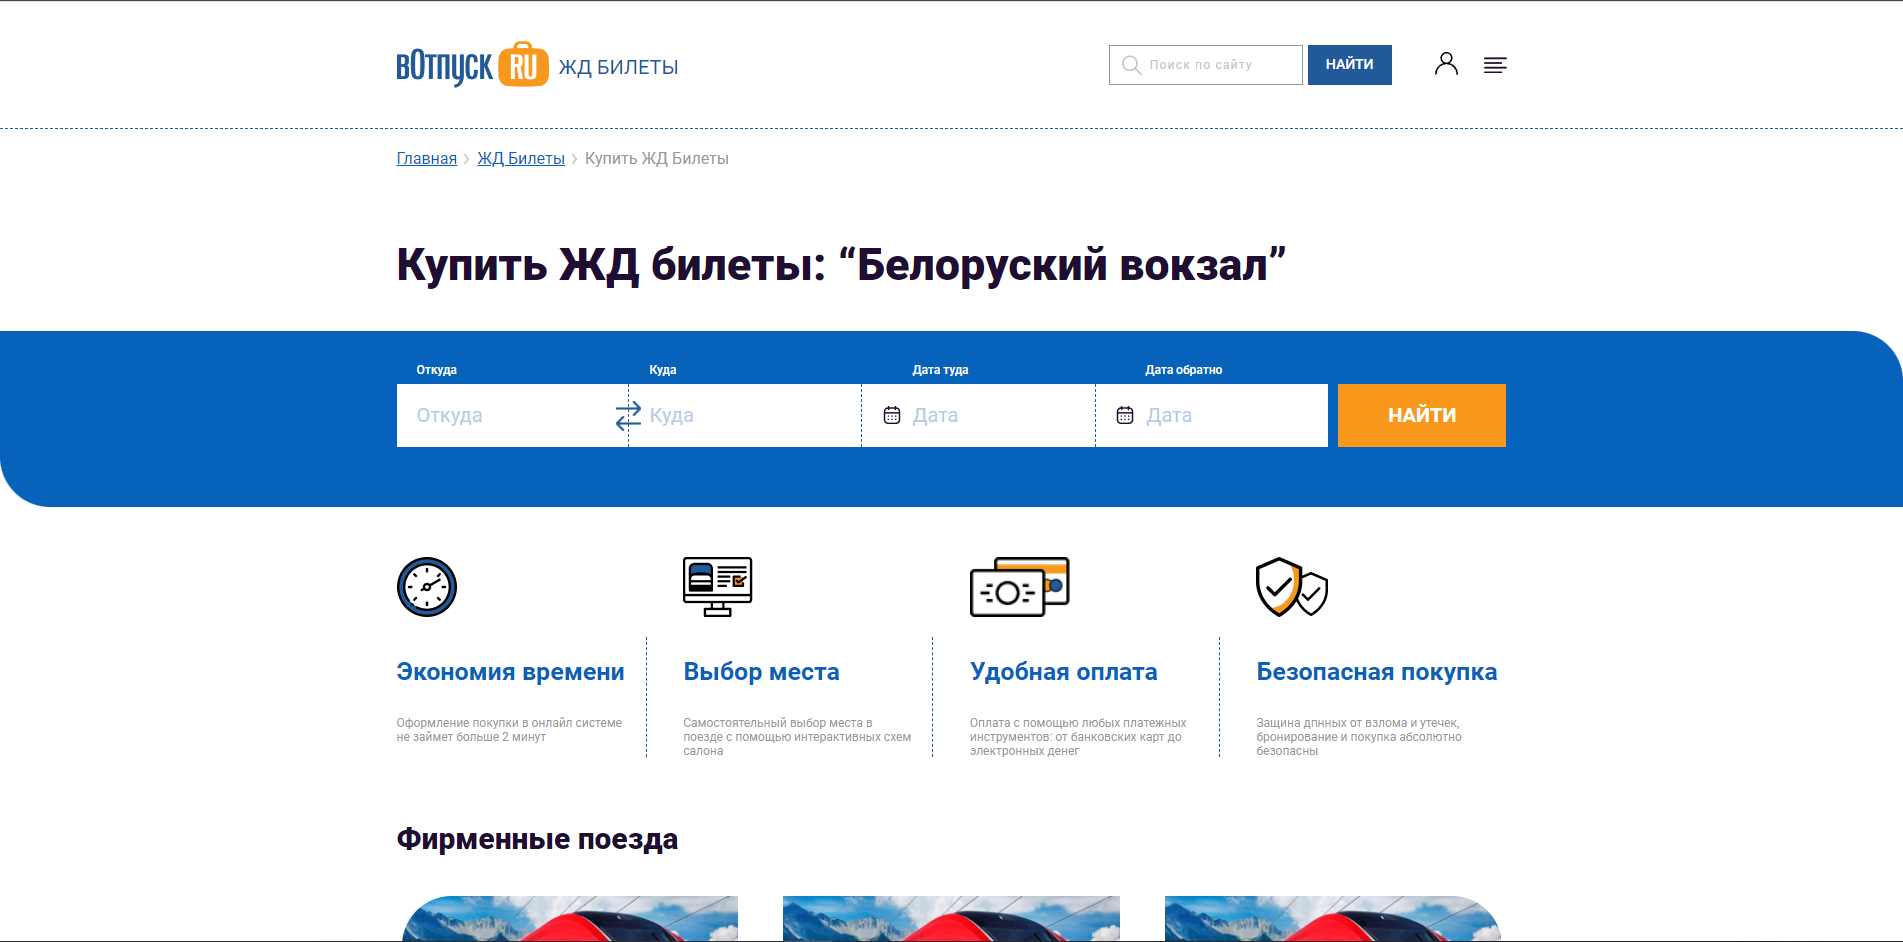 вОтпуск RU ЖД БИЛЕТЫ
Поиск по сайту
НАЙТИ
Главная > ЖД Билеты > Купить ЖД Билеты
Купить ЖД билеты: “Белоруский вокзал”
Откуда Куда Дата туда Дата обратно
Откуда Куда Дата Дата НАЙТИ
Экономия времени
Оформление покупки в онлайл системе
не займет больше 2 минут
Выбор места
Самостоятельный выбор места в
поезде с помощью интерактивных схем
салона
Удобная оплата
Оплата с помощью любых платежных
инструментов: от банковских карт до
электронных денег
Безопасная покупка
Защина дпнных от взлома и утечек,
бронирование и покупка абсолютно
безопасны
Фирменные поезда